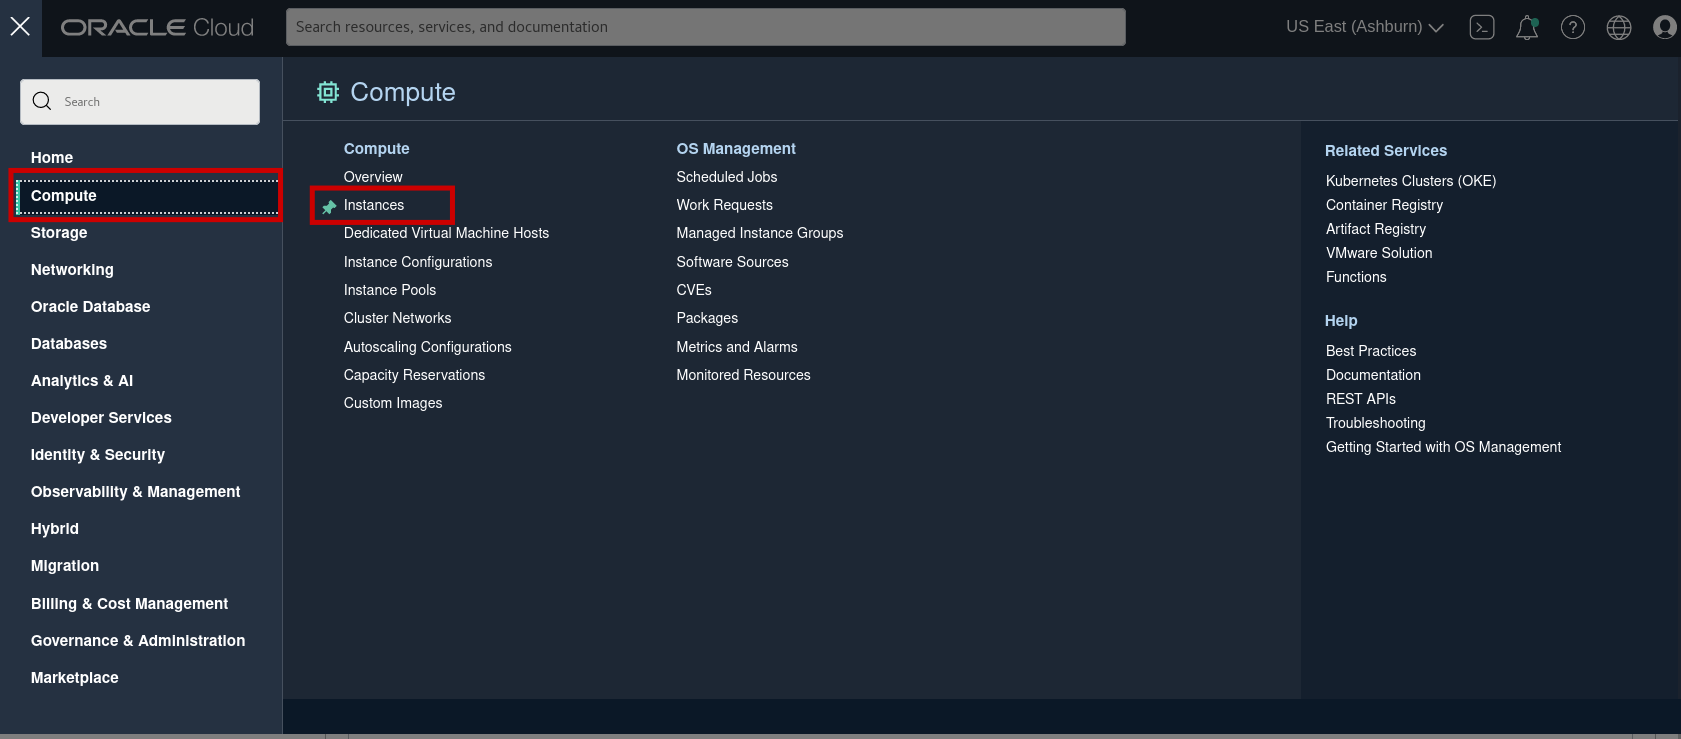 ORACLE Cloud
Search resources, services, and documentation
US East (Ashburn)
Search
Home
Compute
Storage
Networking
Oracle Database
Databases
Analytics & AI
Developer Services
Identity & Security
Observability & Management
Hybrid
Migration
Billing & Cost Management
Governance & Administration
Marketplace
Compute
Compute
Overview
Instances
Dedicated Virtual Machine Hosts
Instance Configurations
Instance Pools
Cluster Networks
Autoscaling Configurations
Capacity Reservations
Custom Images
OS Management
Scheduled Jobs
Work Requests
Managed Instance Groups
Software Sources
CVEs
Packages
Metrics and Alarms
Monitored Resources
Related Services
Kubernetes Clusters (OKE)
Container Registry
Artifact Registry
VMware Solution
Functions
Help
Best Practices
Documentation
REST APIs
Troubleshooting
Getting Started with OS Management